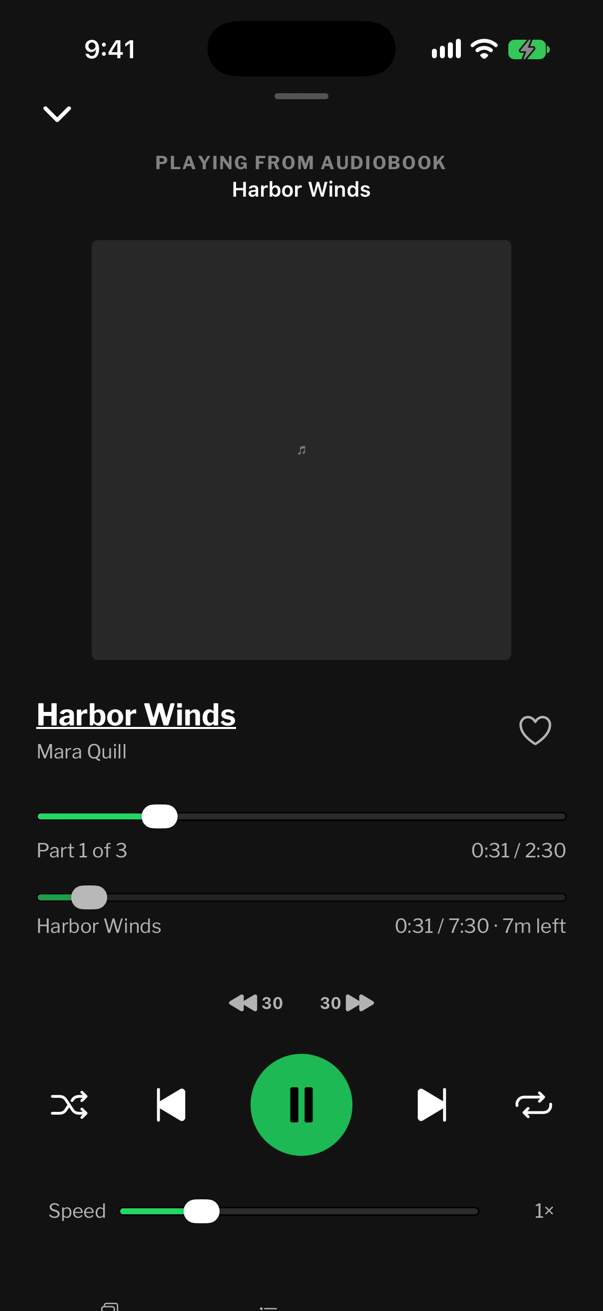 9:41
PLAYING FROM AUDIOBOOK
Harbor Winds
Harbor Winds
Mara Quill
Part 1 of 3 0:31 / 2:30
Harbor Winds 0:31 / 7:30 · 7m left
30 30
Speed 1×